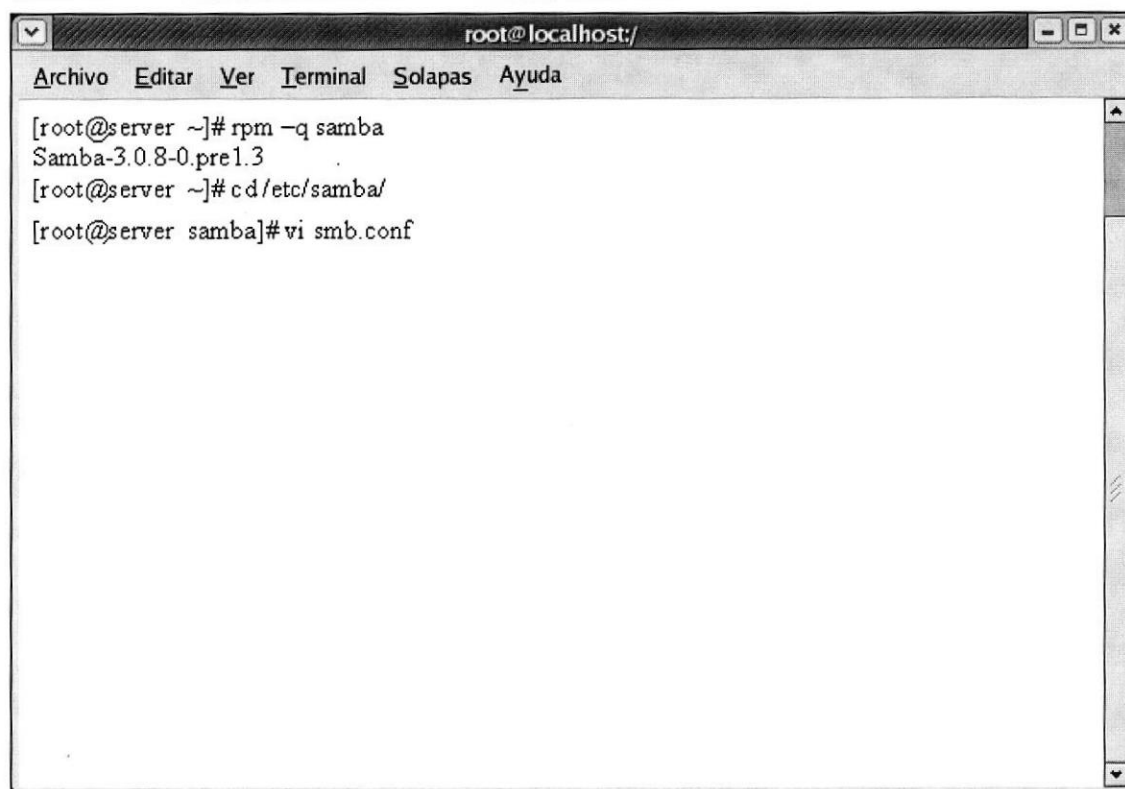 root@localhost:/
Archivo Editar Ver Terminal Solapas Ayuda
[root@server ~]# rpm –q samba
Samba-3.0.8-0.pre1.3
[root@server ~]# cd /etc/samba/
[root@server samba]# vi smb.conf